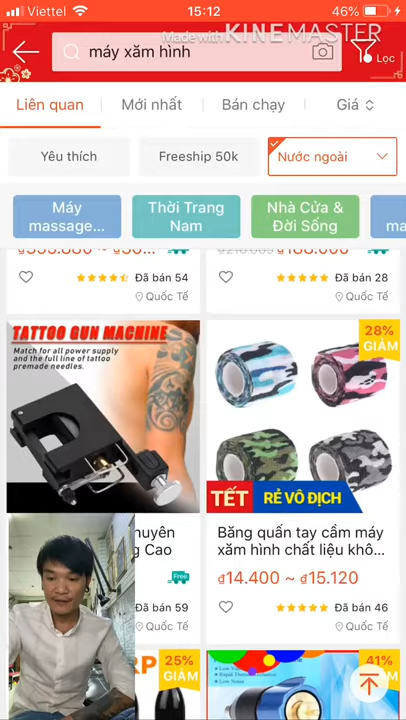 Viettel
15:12
46%
Made with KINEMASTER
máy xăm hình
Lọc
Liên quan
Mới nhất
Bán chạy
Giá
Yêu thích
Freeship 50k
Nước ngoài
Máy massage...
Thời Trang Nam
Nhà Cửa & Đời Sống
Đã bán 54
Quốc Tế
Đã bán 28
Quốc Tế
TATTOO GUN MACHINE
Match for all power supply
and the full line of tattoo
premade needles.
28%
GIẢM
TẾT RẺ VÔ ĐỊCH
Free
Đã bán 59
Quốc Tế
Băng quấn tay cầm máy
xăm hình chất liệu khô...
₫14.400 ~ ₫15.120
Đã bán 46
Quốc Tế
25%
GIẢM
41%